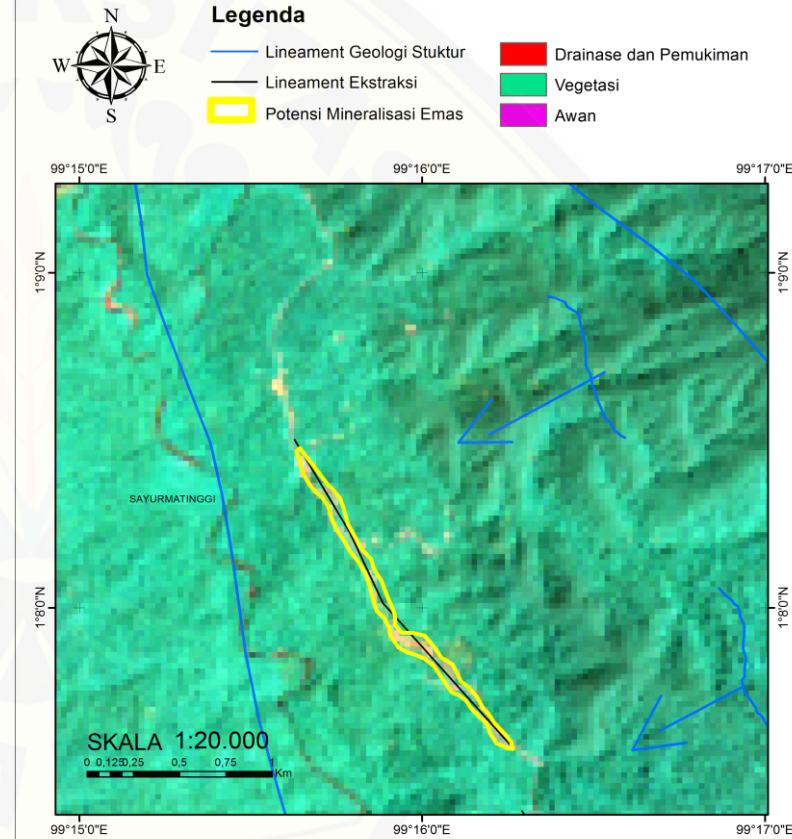 Legenda
N
W
E
S
Lineament Geologi Stuktur
Lineament Ekstraksi
Potensi Mineralisasi Emas
Drainase dan Pemukiman
Vegetasi
Awan
99°15'0"E
99°16'0"E
99°17'0"E
1°9'0"N
1°9'0"N
SAYURMATINGGI
1°8'0"N
1°8'0"N
SKALA 1:20.000
0 0,125 0,25 0,5 0,75 1
Km
99°15'0"E
99°16'0"E
99°17'0"E